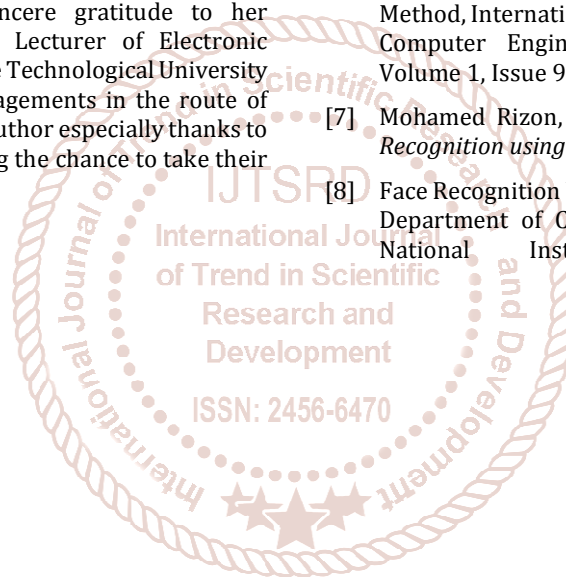 incere gratitude to her
Lecturer of Electronic
Technological University
agements in the route of
uthor especially thanks to
g the chance to take their
Method, Internati
Computer Engin
Volume 1, Issue 9
[7] Mohamed Rizon,
Recognition using
[8] Face Recognition
Department of O
National Inst
International Journal of Trend in Scientific Research and Development
IJTSRD
International Journal
of Trend in Scientific
Research and
Development
ISSN: 2456-6470